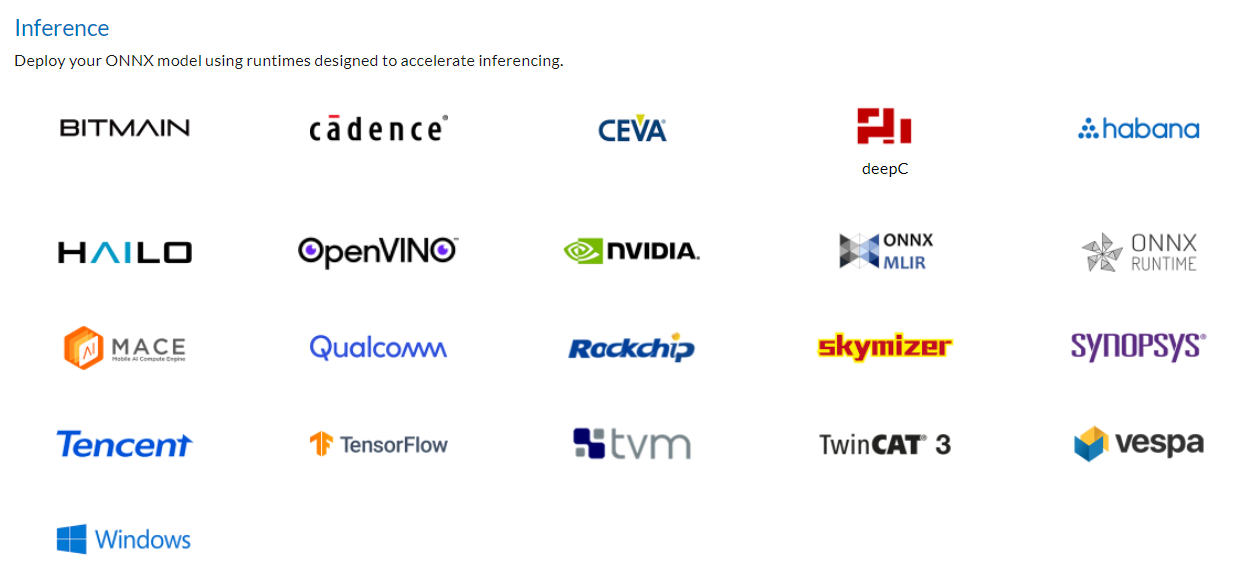 Inference
Deploy your ONNX model using runtimes designed to accelerate inferencing.
BITMAIN
cādence®
CEVA®
deepC
habana
HAILO
OpenVINO™
NVIDIA.
ONNX
MLIR
ONNX
RUNTIME
MACE
Mobile AI Compute Engine
Qualcomm
Rockchip
skymizer
SYNOPSYS®
Tencent
TensorFlow
tvm
TwinCAT® 3
vespa
Windows